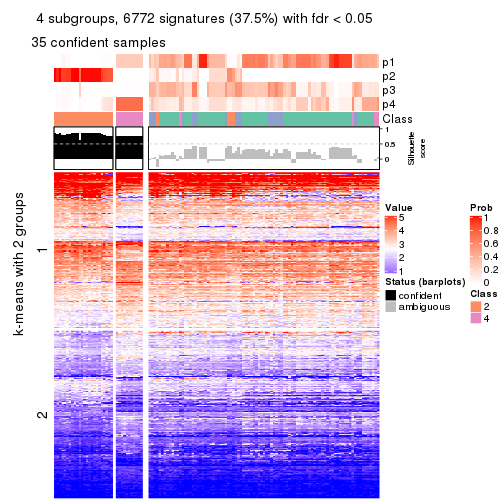 4 subgroups, 6772 signatures (37.5%) with fdr < 0.05
35 confident samples
p1
p2
p3
p4
Class
1
0.5
0
Silhouette
score
k-means with 2 groups
1
2
Value
5
4
3
2
1
Status (barplots)
confident
ambiguous
Prob
1
0.8
0.6
0.4
0.2
0
Class
2
4